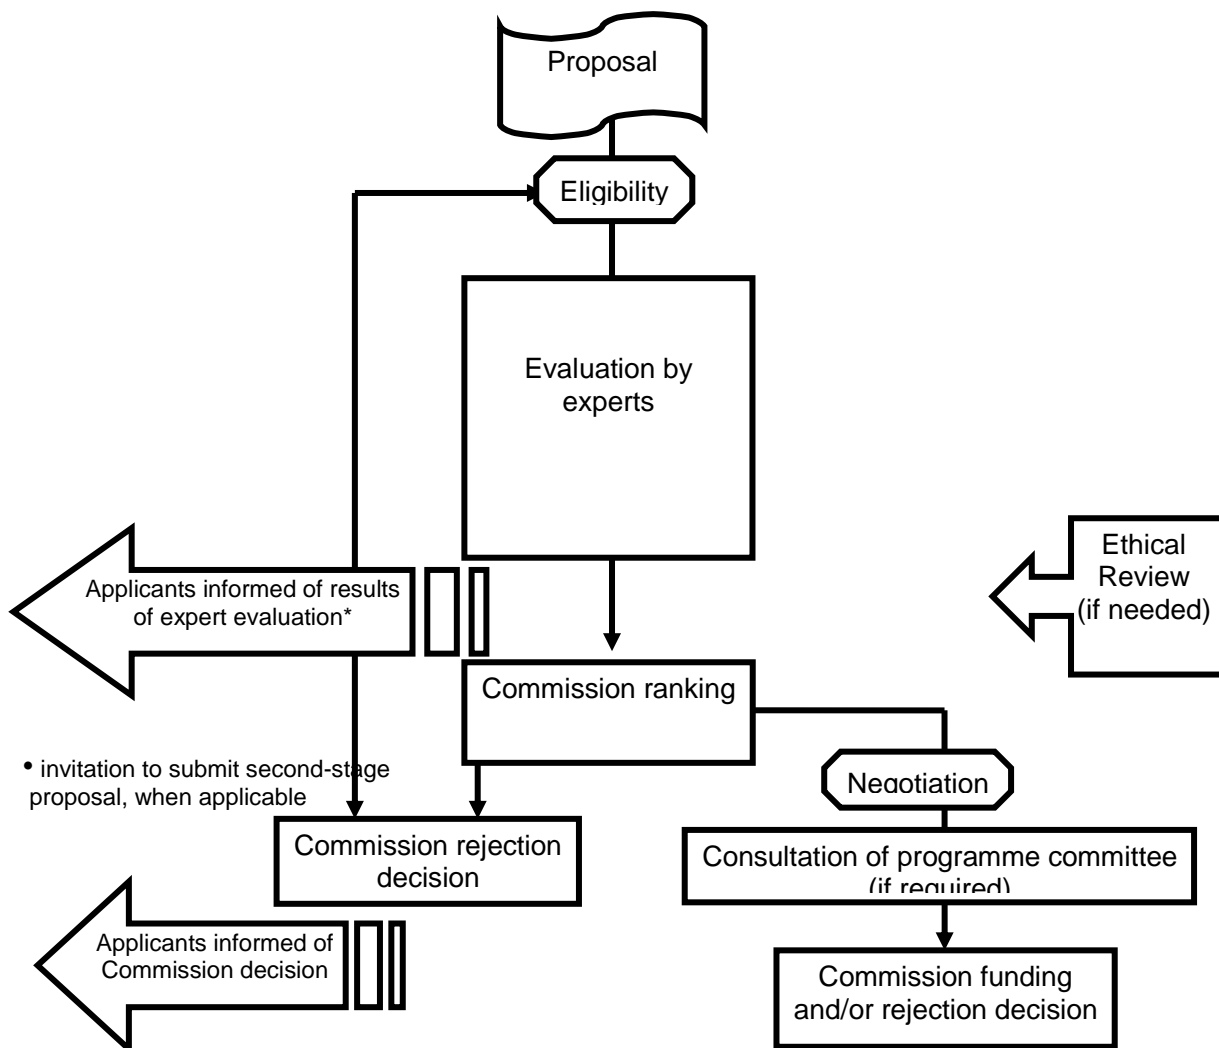 Proposal
Eligibility
Evaluation by
experts
Ethical
Review
(if needed)
Applicants informed of results
of expert evaluation*
Commission ranking
• invitation to submit second-stage
proposal, when applicable
Negotiation
Commission rejection
decision
Consultation of programme committee
(if required)
Applicants informed of
Commission decision
Commission funding
and/or rejection decision